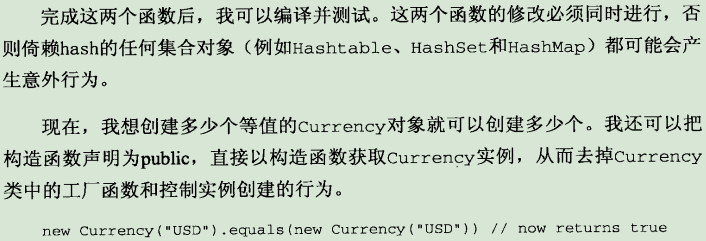 完成这两个函数后，我可以编译并测试。这两个函数的修改必须同时进行，否
则倚赖hash的任何集合对象（例如Hashtable、HashSet和HashMap）都可能会产
生意外行为。
现在，我想创建多少个等值的Currency对象就可以创建多少个。我还可以把
构造函数声明为public，直接以构造函数获取Currency实例，从而去掉Currency
类中的工厂函数和控制实例创建的行为。
new Currency("USD").equals(new Currency("USD")) // now returns true